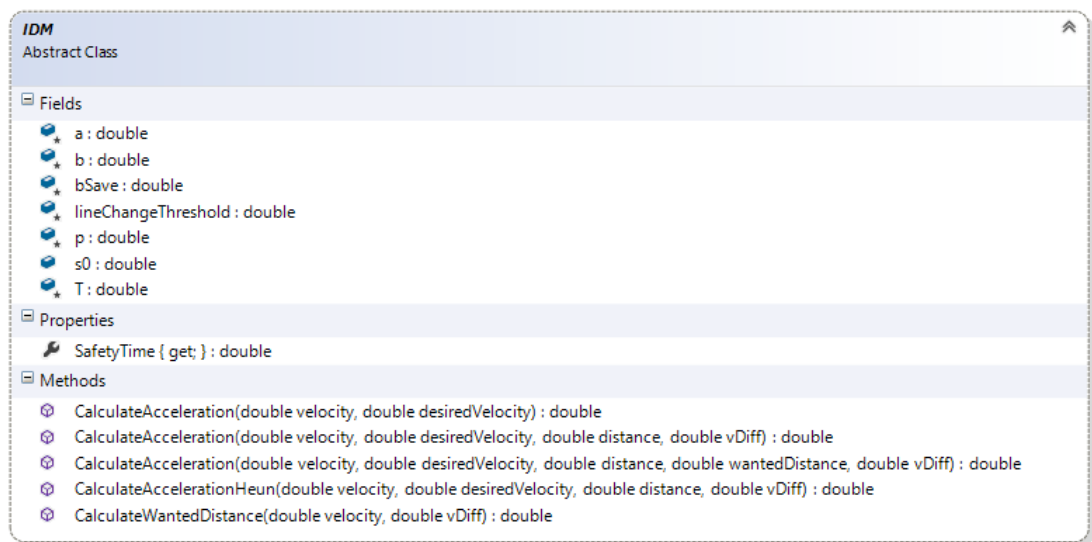 IDM
Abstract Class
Fields
a : double
b : double
bSave : double
lineChangeThreshold : double
p : double
s0 : double
T : double
Properties
SafetyTime { get; } : double
Methods
CalculateAcceleration(double velocity, double desiredVelocity) : double
CalculateAcceleration(double velocity, double desiredVelocity, double distance, double vDiff) : double
CalculateAcceleration(double velocity, double desiredVelocity, double distance, double wantedDistance, double vDiff) : double
CalculateAccelerationHeun(double velocity, double desiredVelocity, double distance, double vDiff) : double
CalculateWantedDistance(double velocity, double vDiff) : double